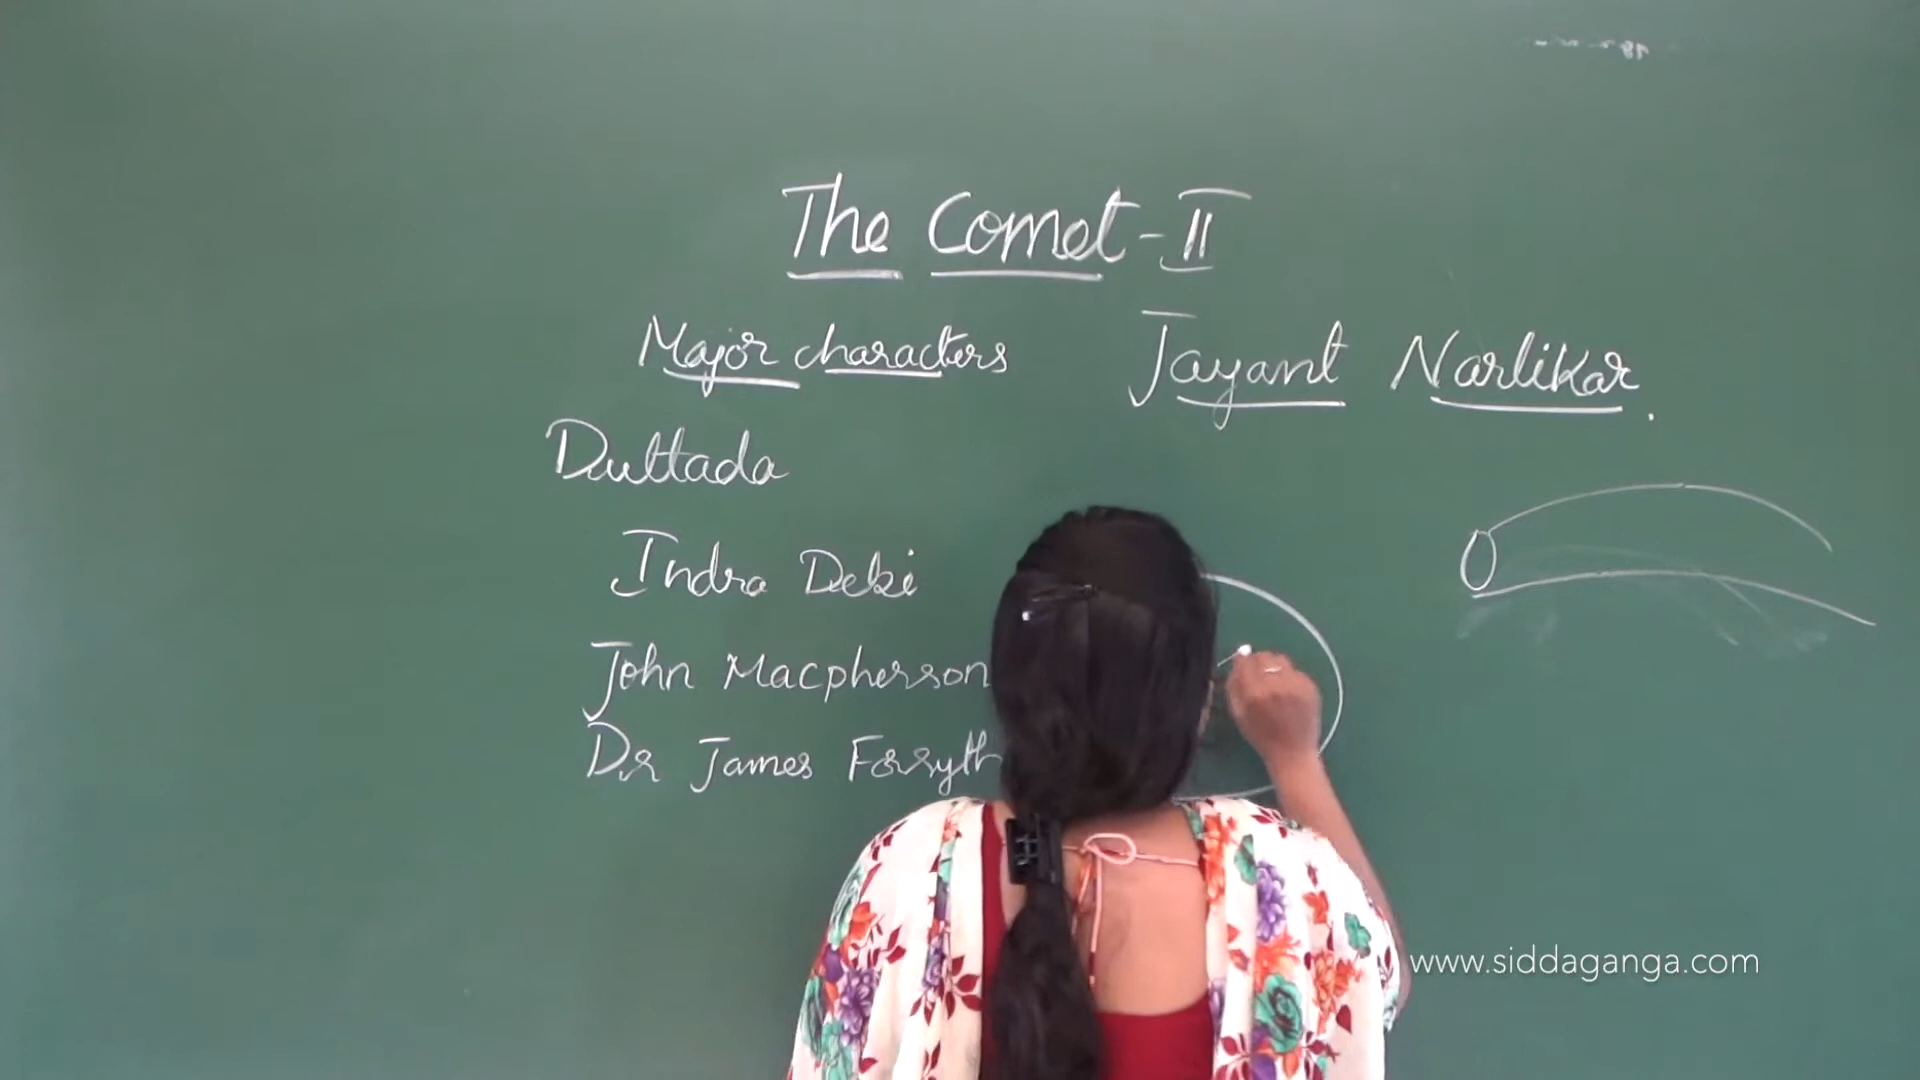 The Comet-II
Major characters
Jayant Narlikar.
Duttada
Indra Debi
John Macpherson
Dr James Forsyth
www.siddaganga.com